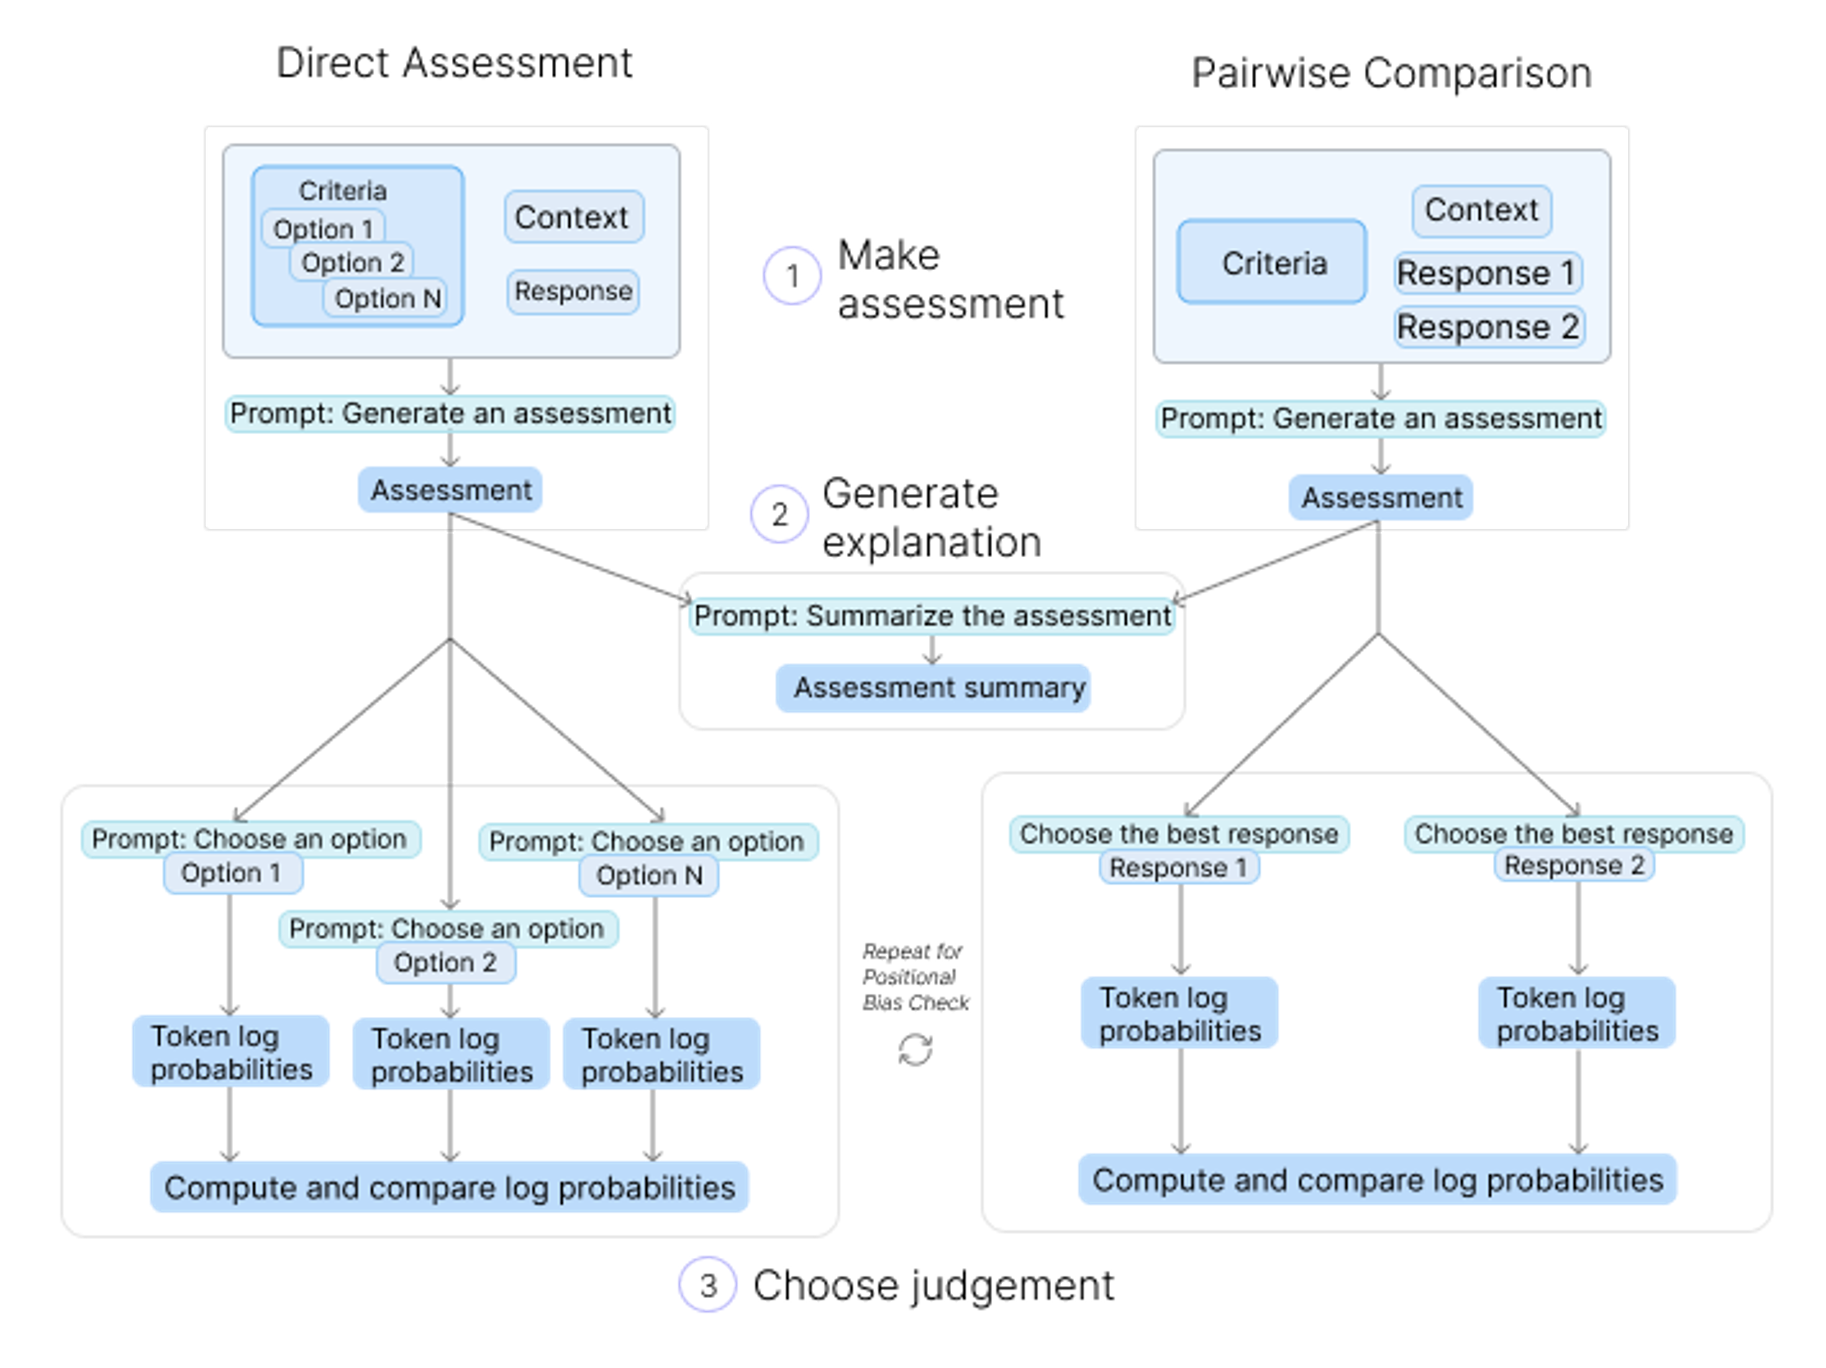 Direct Assessment
Pairwise Comparison
Criteria
Option 1
Option 2
Option N
Context
Response
Prompt: Generate an assessment
Assessment
1
Make
assessment
Criteria
Context
Response 1
Response 2
Prompt: Generate an assessment
Assessment
2
Generate
explanation
Prompt: Summarize the assessment
Assessment summary
Prompt: Choose an option
Option 1
Prompt: Choose an option
Option 2
Prompt: Choose an option
Option N
Token log
probabilities
Token log
probabilities
Token log
probabilities
Compute and compare log probabilities
Repeat for
Positional
Bias Check
Choose the best response
Response 1
Choose the best response
Response 2
Token log
probabilities
Token log
probabilities
Compute and compare log probabilities
3
Choose judgement